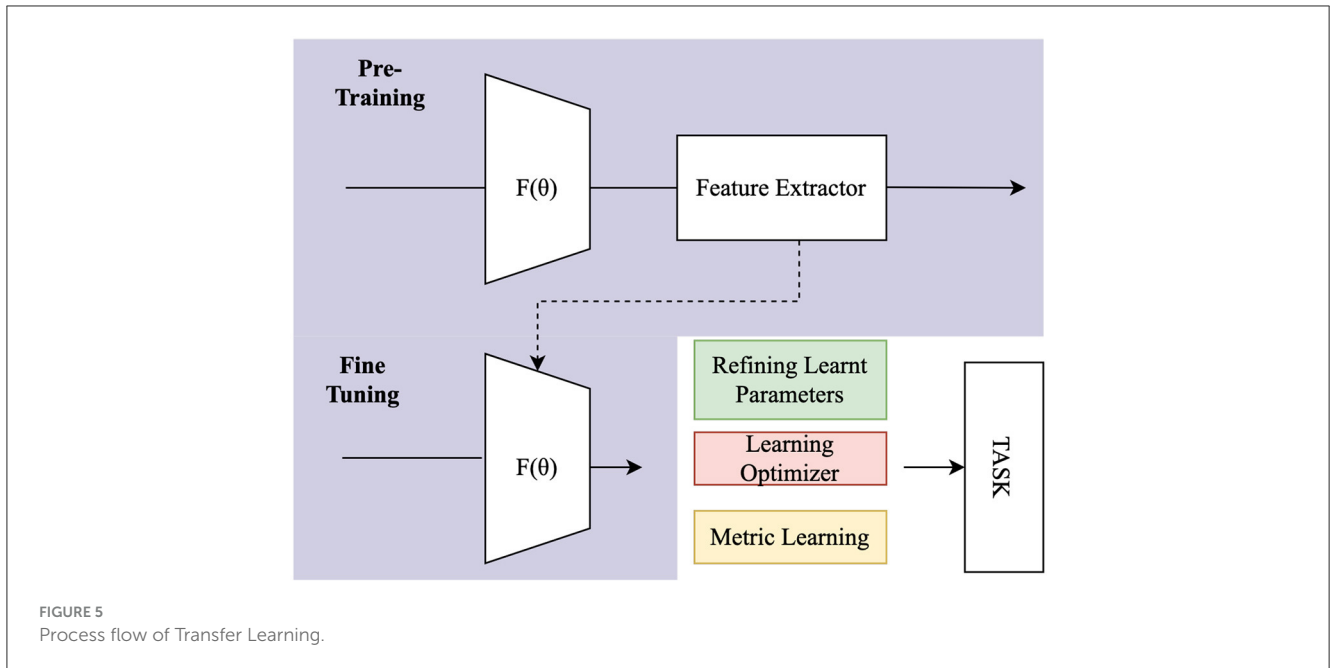 Pre-
Training
F(θ)
Feature Extractor
Fine
Tuning
F(θ)
Refining Learnt
Parameters
Learning
Optimizer
Metric Learning
TASK
FIGURE 5
Process flow of Transfer Learning.